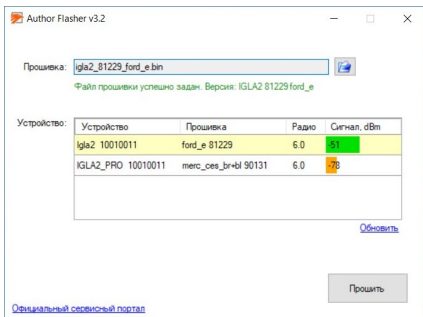 Author Flasher v3.2
Прошивка: igla2_81229_ford_e.bin
Файл прошивки успешно задан. Версия: IGLA2 81229 ford_e
Устройство: Устройство Прошивка Радио Сигнал, dBm
Igla2 10010011 ford_e 81229 6.0 -51
IGLA2_PRO 10010011 merc_ces_br+bl 90131 6.0 -78
Обновить
Прошить
Официальный сервисный портал